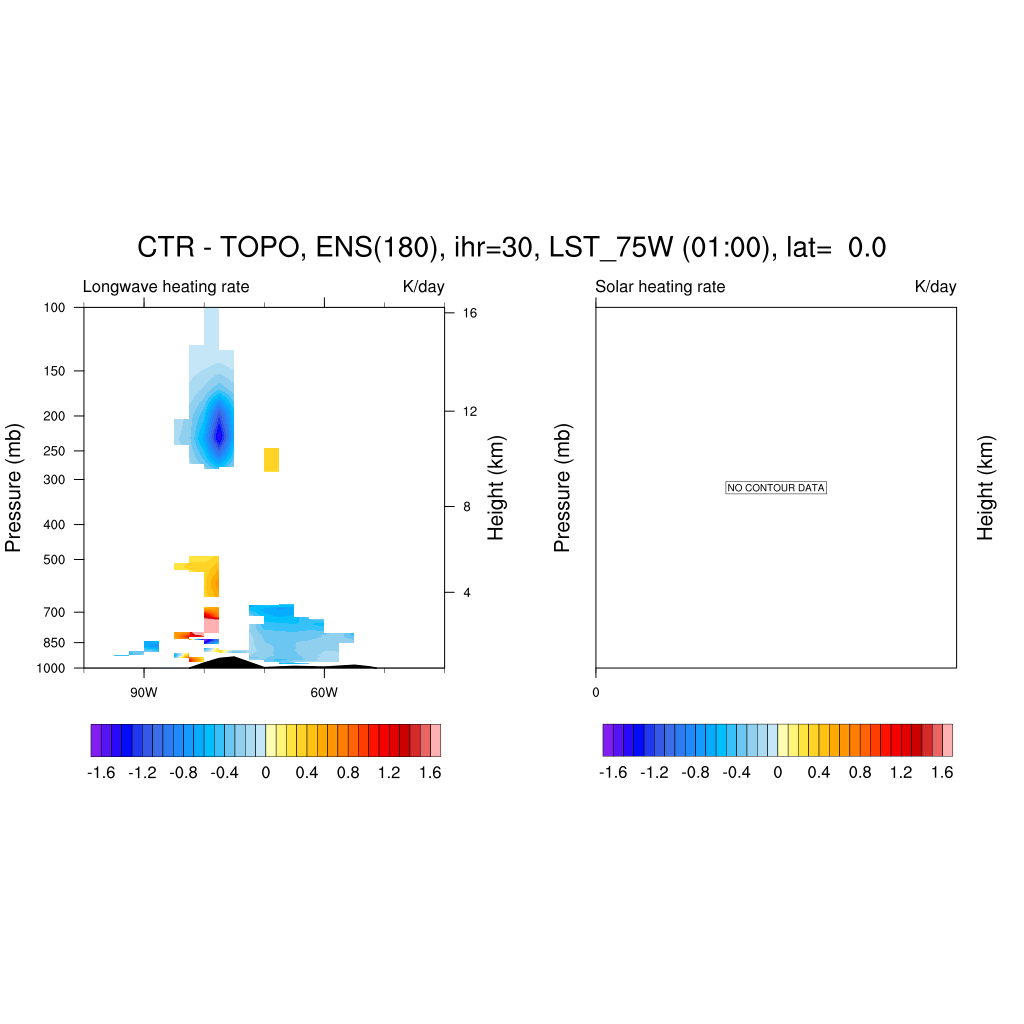 CTR - TOPO, ENS(180), ihr=30, LST_75W (01:00), lat=  0.0
Longwave heating rate K/day
Pressure (mb)
100
150
200
250
300
400
500
700
850
1000
16
12
8
4
Height (km)
90W 60W
-1.6 -1.2 -0.8 -0.4 0 0.4 0.8 1.2 1.6
Solar heating rate K/day
Pressure (mb)
NO CONTOUR DATA
Height (km)
0
-1.6 -1.2 -0.8 -0.4 0 0.4 0.8 1.2 1.6